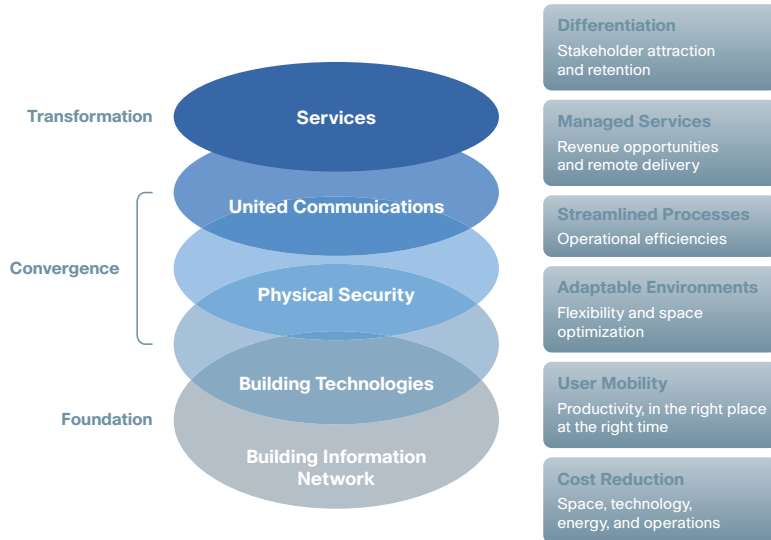 Transformation
Convergence
Foundation
Services
United Communications
Physical Security
Building Technologies
Building Information
Network
Differentiation
Stakeholder attraction
and retention
Managed Services
Revenue opportunities
and remote delivery
Streamlined Processes
Operational efficiencies
Adaptable Environments
Flexibility and space
optimization
User Mobility
Productivity, in the right place
at the right time
Cost Reduction
Space, technology,
energy, and operations